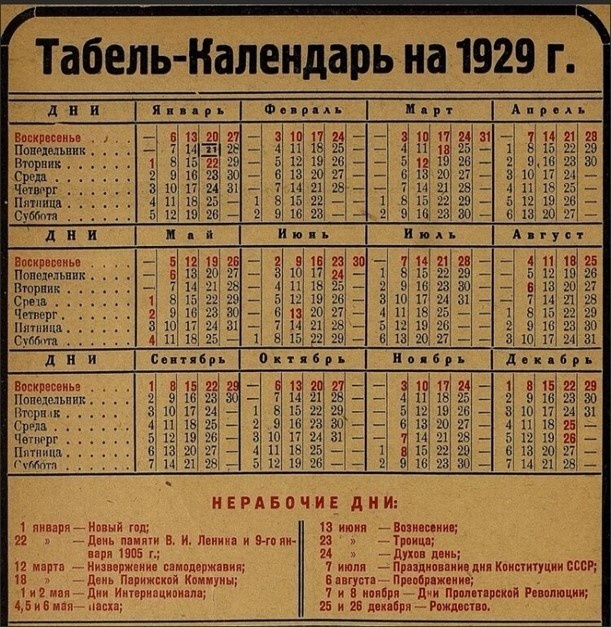 Табель-Календарь на 1929 г.
ДНИ Январь Февраль Март Апрель
Воскресенье — 6 13 20 27 — 3 10 17 24 — 3 10 17 24 31 — 7 14 21 28
Понедельник — 7 14 21 28 — 4 11 18 25 — 4 11 18 25 — 1 8 15 22 29
Вторник 1 8 15 22 29 — 5 12 19 26 — 5 12 19 26 — 2 9 16 23 30
Среда 2 9 16 23 30 — 6 13 20 27 — 6 13 20 27 — 3 10 17 24 —
Четверг 3 10 17 24 31 — 7 14 21 28 — 7 14 21 28 — 4 11 18 25 —
Пятница 4 11 18 25 — 1 8 15 22 — 1 8 15 22 29 — 5 12 19 26 —
Суббота 5 12 19 26 — 2 9 16 23 — 2 9 16 23 30 — 6 13 20 27 —
ДНИ Май Июнь Июль Август
Воскресенье — 5 12 19 26 — 2 9 16 23 30 — 7 14 21 28 — 4 11 18 25
Понедельник — 6 13 20 27 — 3 10 17 24 — 1 8 15 22 29 — 5 12 19 26
Вторник — 7 14 21 28 — 4 11 18 25 — 2 9 16 23 30 — 6 13 20 27
Среда 1 8 15 22 29 — 5 12 19 26 — 3 10 17 24 31 — 7 14 21 28
Четверг 2 9 16 23 30 — 6 13 20 27 — 4 11 18 25 — 1 8 15 22 29
Пятница 3 10 17 24 31 — 7 14 21 28 — 5 12 19 26 — 2 9 16 23 30
Суббота 4 11 18 25 — 1 8 15 22 29 — 6 13 20 27 — 3 10 17 24 31
ДНИ Сентябрь Октябрь Ноябрь Декабрь
Воскресенье 1 8 15 22 29 — 6 13 20 27 — 3 10 17 24 — 1 8 15 22 29
Понедельник 2 9 16 23 30 — 7 14 21 28 — 4 11 18 25 — 2 9 16 23 30
Вторник 3 10 17 24 — 1 8 15 22 29 — 5 12 19 26 — 3 10 17 24 31
Среда 4 11 18 25 — 2 9 16 23 30 — 6 13 20 27 — 4 11 18 25 —
Четверг 5 12 19 26 — 3 10 17 24 31 — 7 14 21 28 — 5 12 19 26 —
Пятница 6 13 20 27 — 4 11 18 25 — 1 8 15 22 29 — 6 13 20 27 —
Суббота 7 14 21 28 — 5 12 19 26 — 2 9 16 23 30 — 7 14 21 28 —
НЕРАБОЧИЕ ДНИ:
1 января — Новый год;
22 » — День памяти В. И. Ленина и 9-го ян-
варя 1905 г.;
12 марта — Низвержение самодержавия;
18 » — День Парижской Коммуны;
1 и 2 мая — Дни Интернационала;
4, 5 и 6 мая — Пасха;
13 июня — Вознесение;
23 » — Троица;
24 » — Духов день;
7 июля — Празднование дня Конституции СССР;
6 августа — Преображение;
7 и 8 ноября — Дни Пролетарской Революции;
25 и 26 декабря — Рождество.